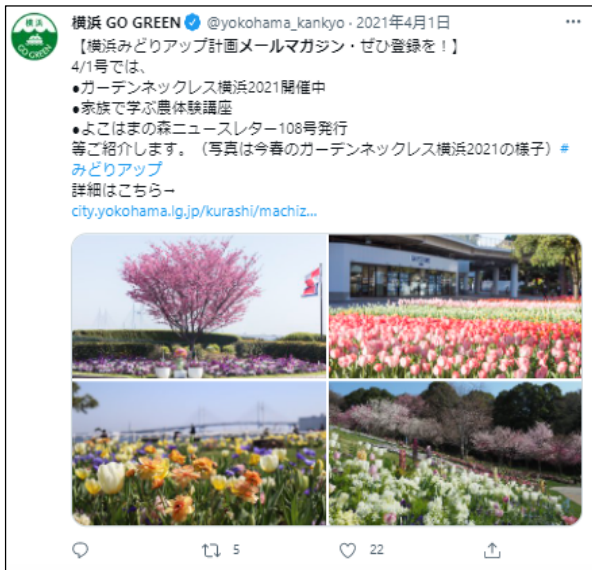 横浜 GO GREEN @yokohama_kankyo · 2021年4月1日
【横浜みどりアップ計画メールマガジン・ぜひ登録を！】
4/1号では、
●ガーデンネックレス横浜2021開催中
●家族で学ぶ農体験講座
●よこはまの森ニュースレター108号発行
等ご紹介します。（写真は今春のガーデンネックレス横浜2021の様子）#
みどりアップ
詳細はこちら→
city.yokohama.lg.jp/kurashi/machiz...
5
22
横浜
GO GREEN